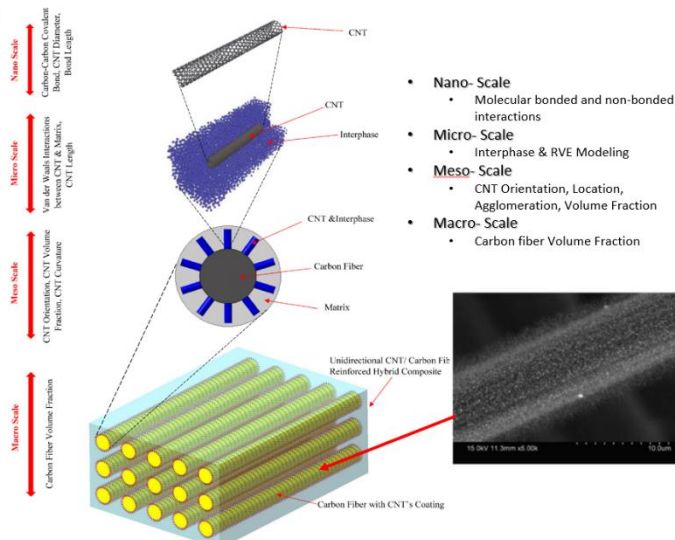 Nano Scale
Carbon-Carbon Covalent
Bond, CNT Diameter,
Bond Length
CNT
CNT
Interphase
Micro Scale
Van der Waals Interactions
between CNT & Matrix,
CNT Length
CNT &Interphase
Carbon Fiber
Matrix
Meso Scale
CNT Orientation, CNT Volume
Fraction, CNT Curvature
Unidirectional CNT/ Carbon Fib
Reinforced Hybrid Composite
Macro Scale
Carbon Fiber Volume Fraction
Carbon Fiber with CNT's Coating
• Nano- Scale
• Molecular bonded and non-bonded
interactions
• Micro- Scale
• Interphase & RVE Modeling
• Meso- Scale
• CNT Orientation, Location,
Agglomeration, Volume Fraction
• Macro- Scale
• Carbon fiber Volume Fraction
15.0kV 11.3mm x5.00k
10.0um